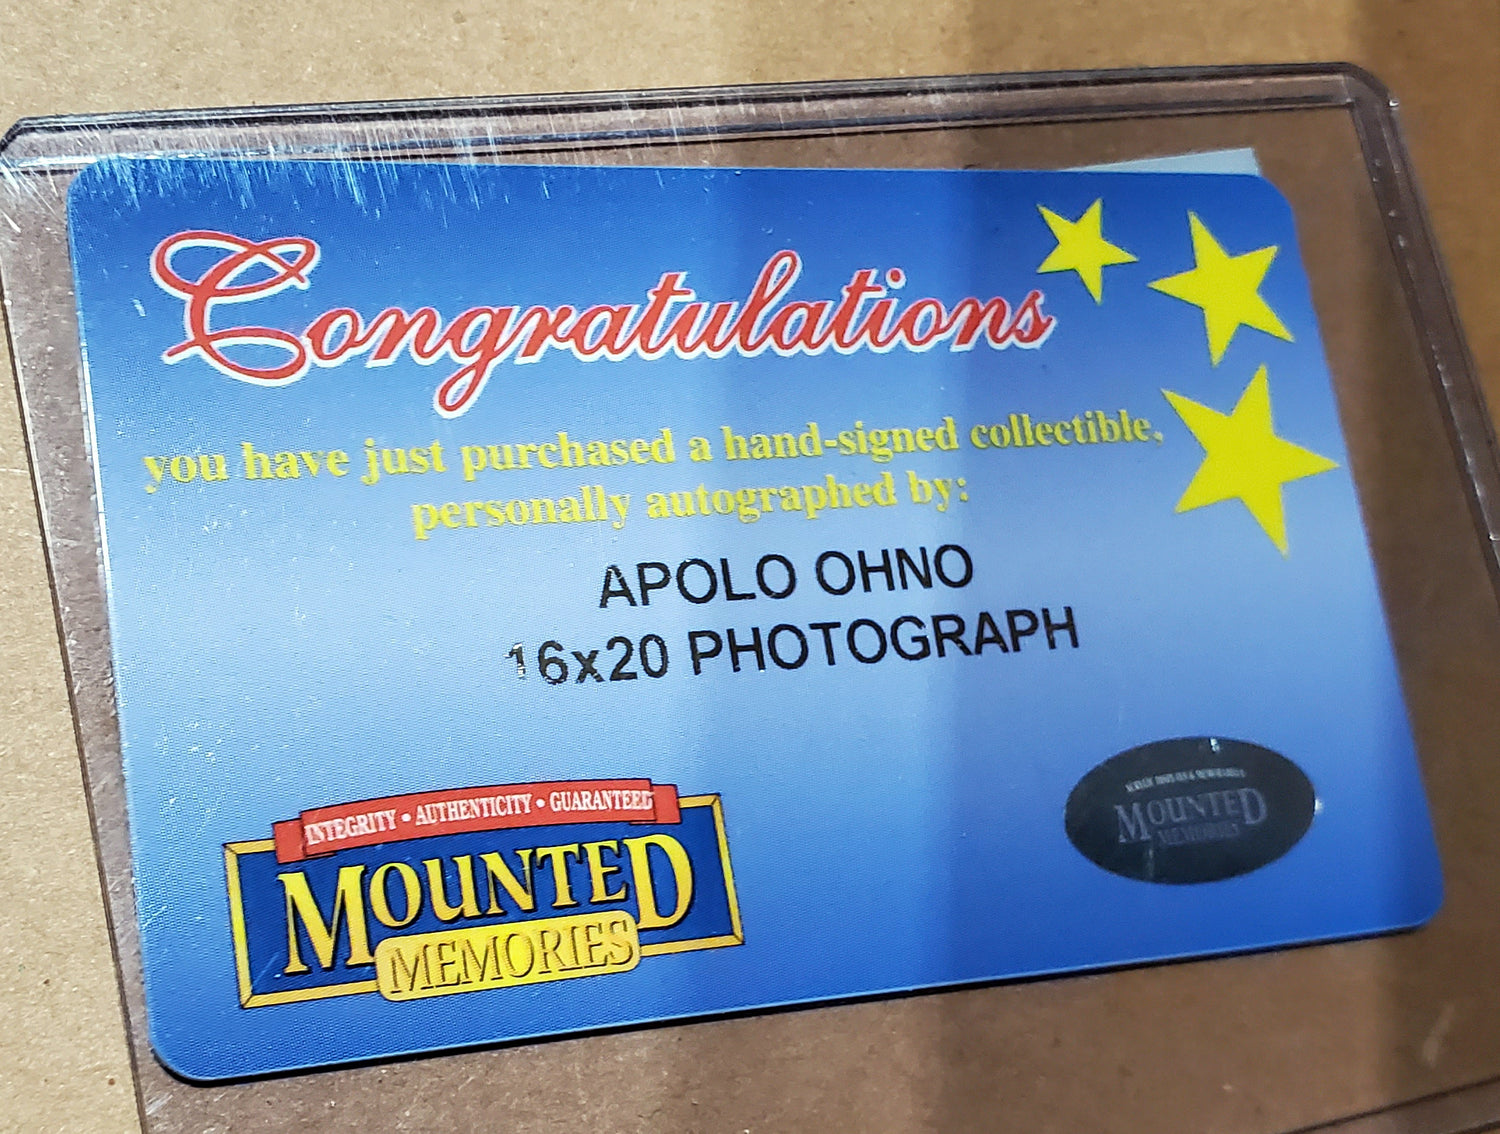 Congratulations
you have just purchased a hand-signed collectible,
personally autographed by:
APOLO OHNO
16x20 PHOTOGRAPH
INTEGRITY • AUTHENTICITY • GUARANTEED
MOUNTED
MEMORIES
MOUNTED
MEMORIES